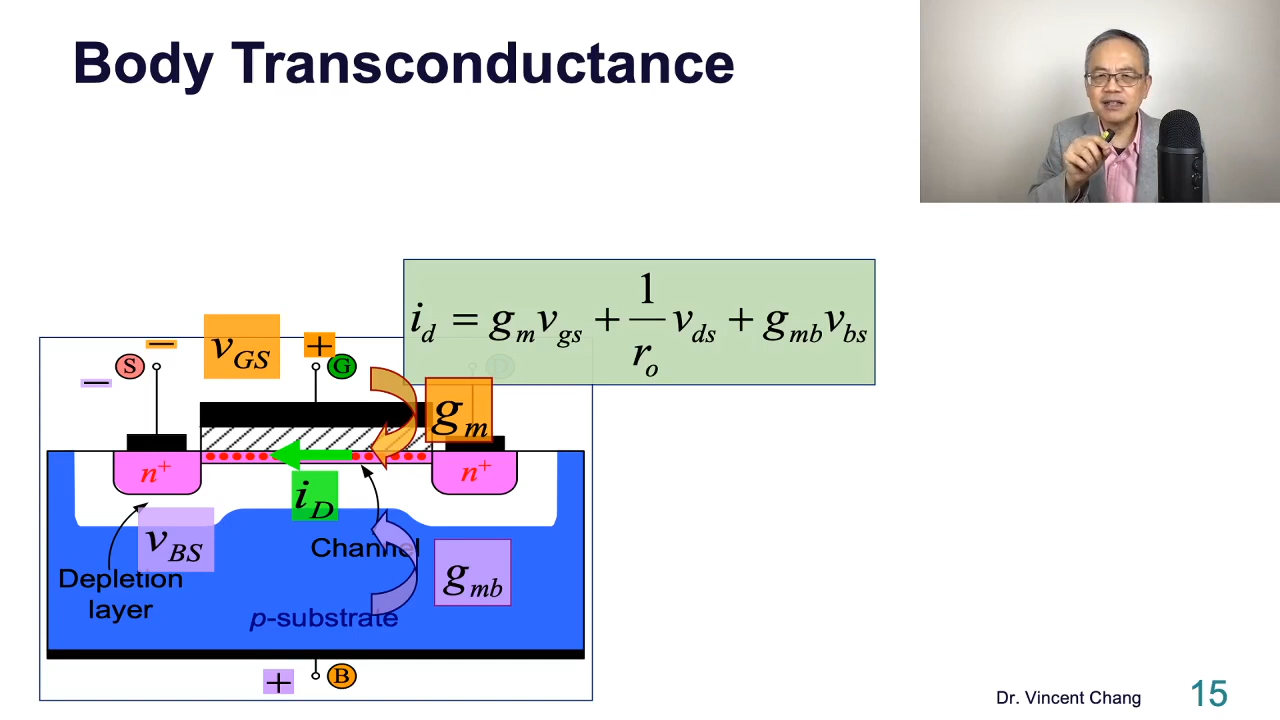 Body Transconductance
i_d = g_m v_gs + 1/r_o v_ds + g_mb v_bs
− v_GS +
− S G D
g_m
n+ n+
i_D
v_BS
Channel
g_mb
Depletion
layer
p-substrate
+ B
Dr. Vincent Chang 15